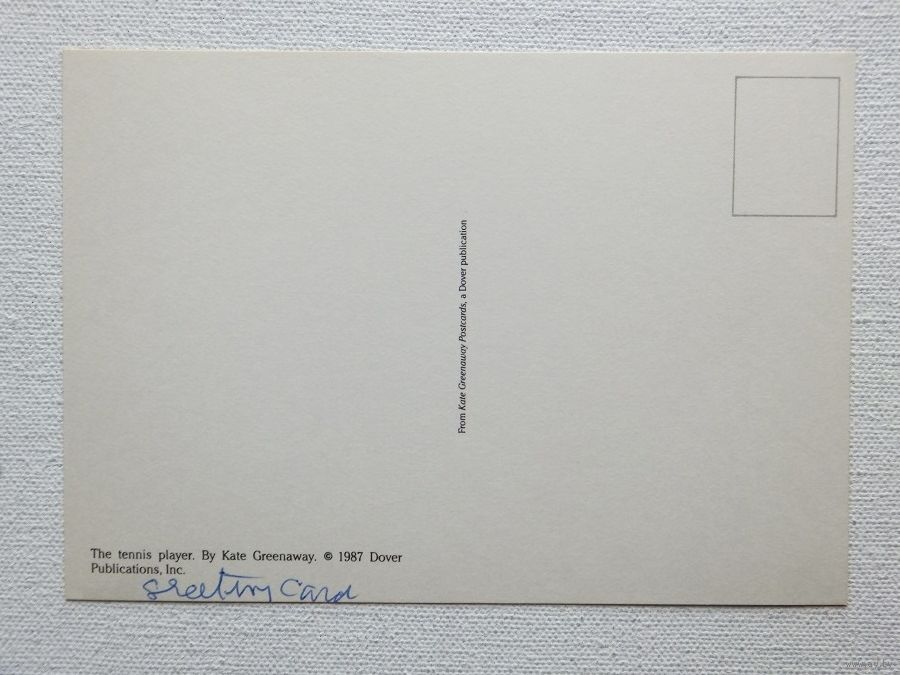 From Kate Greenaway Postcards, a Dover publication
The tennis player. By Kate Greenaway. © 1987 Dover
Publications, Inc.
greeting card